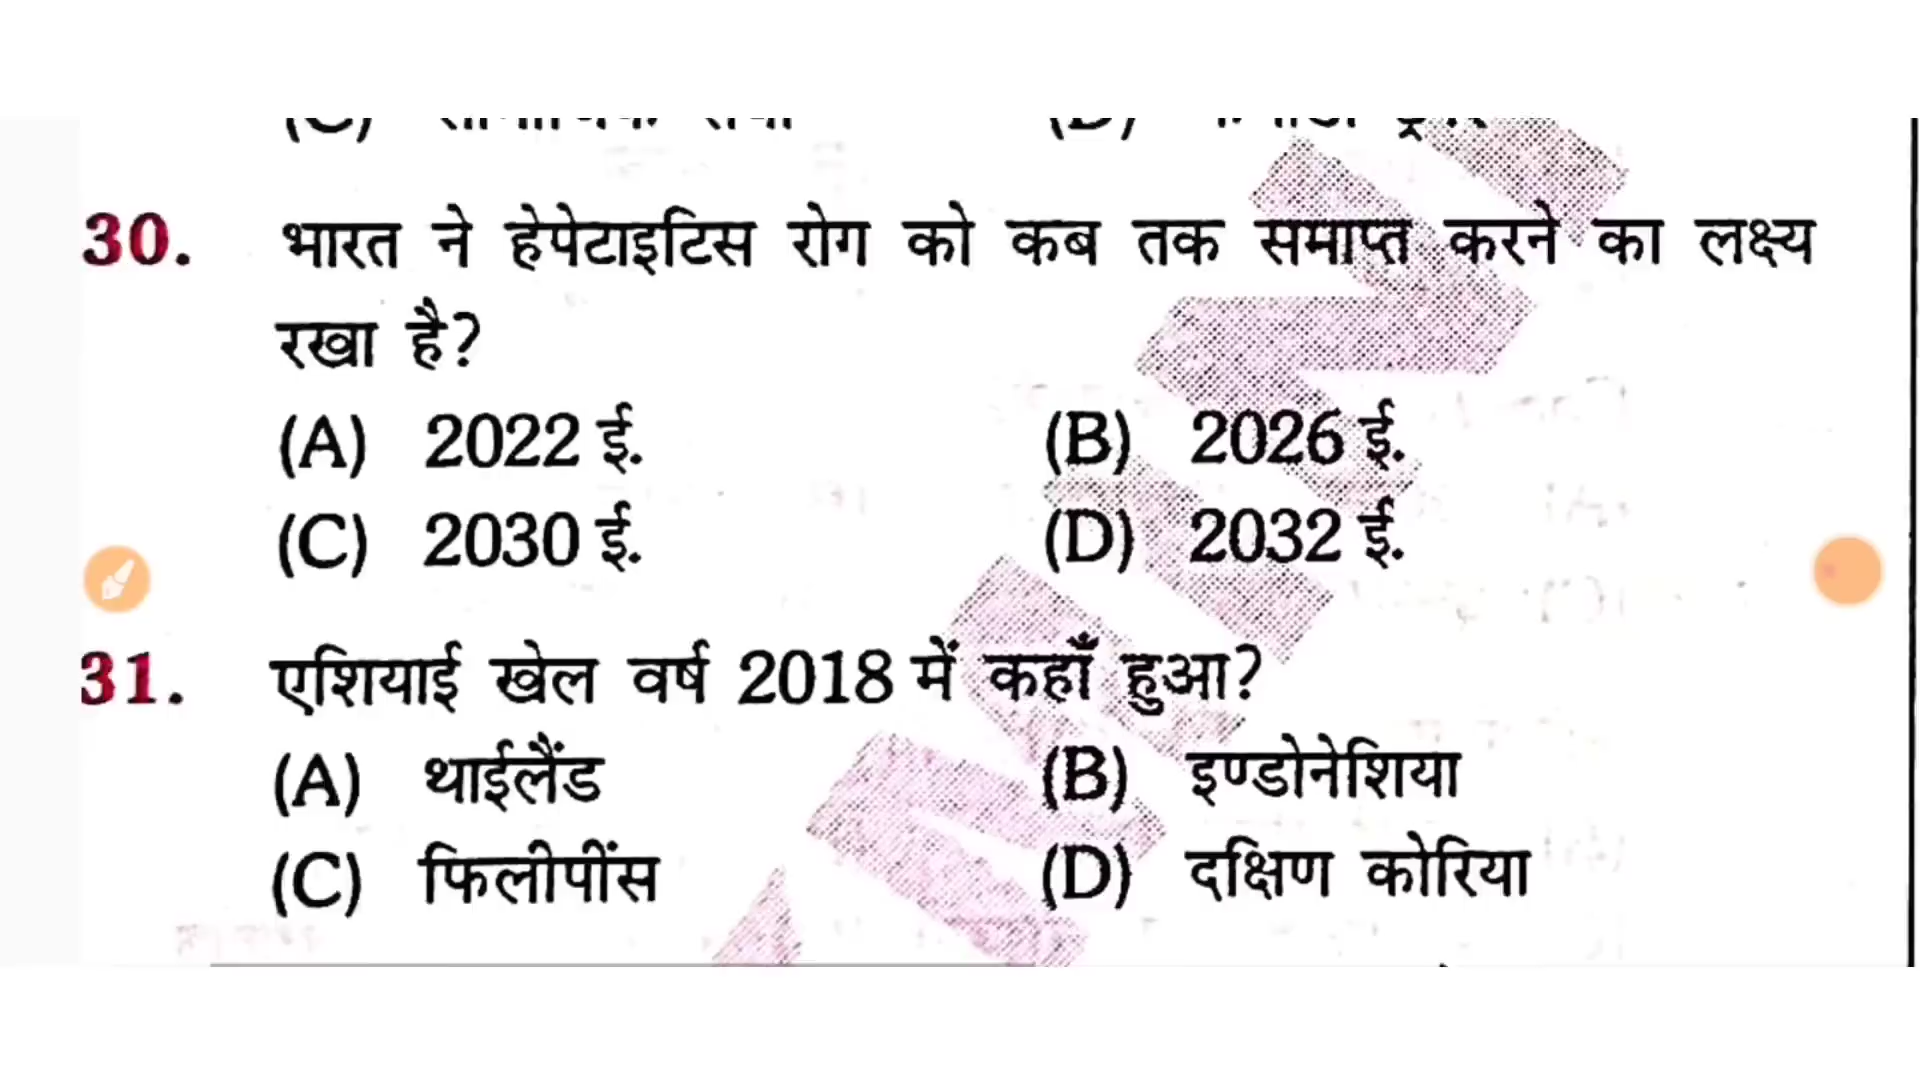 30. भारत ने हेपेटाइटिस रोग को कब तक समाप्त करने का लक्ष्य
रखा है?
(A) 2022 ई. (B) 2026 ई.
(C) 2030 ई. (D) 2032 ई.
31. एशियाई खेल वर्ष 2018 में कहाँ हुआ?
(A) थाईलैंड (B) इण्डोनेशिया
(C) फिलीपींस (D) दक्षिण कोरिया